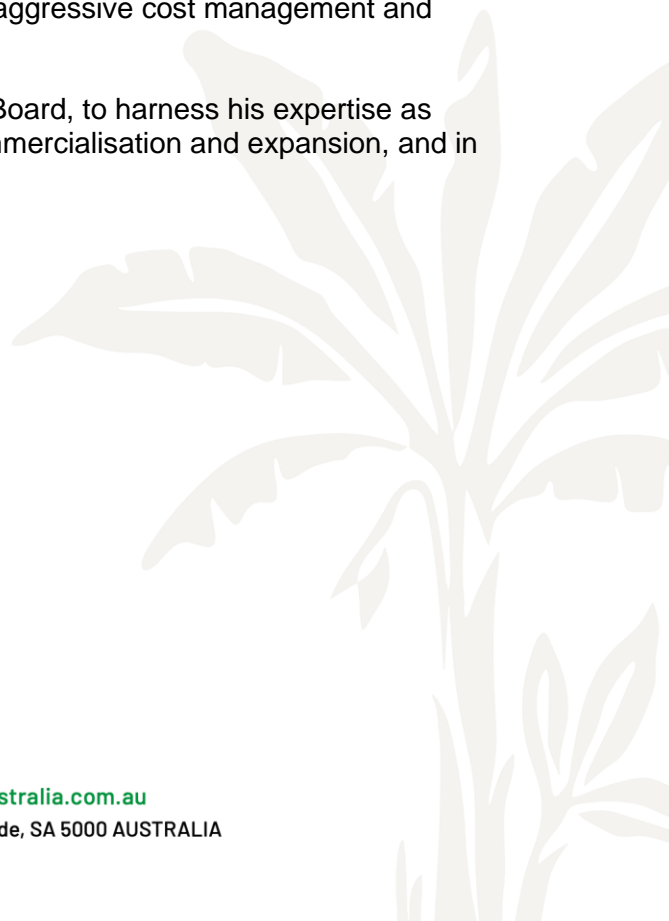 aggressive cost management and
Board, to harness his expertise as
mercialisation and expansion, and in
stralia.com.au
de, SA 5000 AUSTRALIA